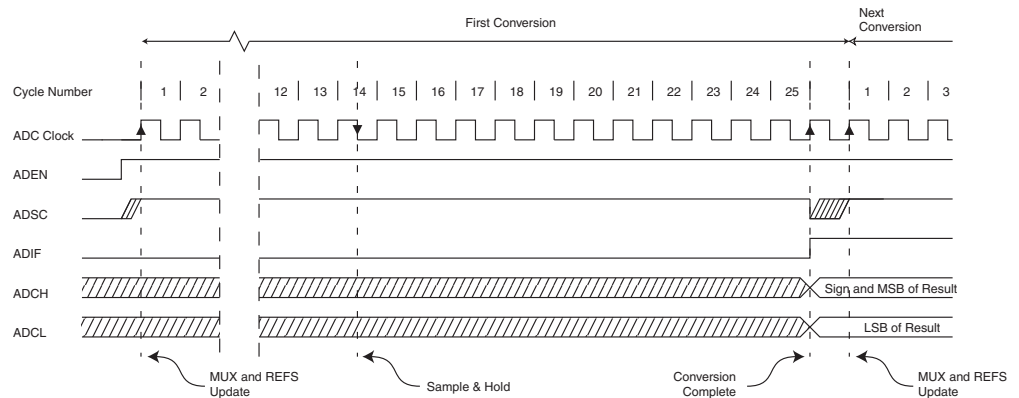 Next
Conversion
First Conversion
Cycle Number 1 2 12 13 14 15 16 17 18 19 20 21 22 23 24 25 1 2 3
ADC Clock
ADEN
ADSC
ADIF
ADCH Sign and MSB of Result
ADCL LSB of Result
MUX and REFS
Update
Sample & Hold
Conversion
Complete
MUX and REFS
Update